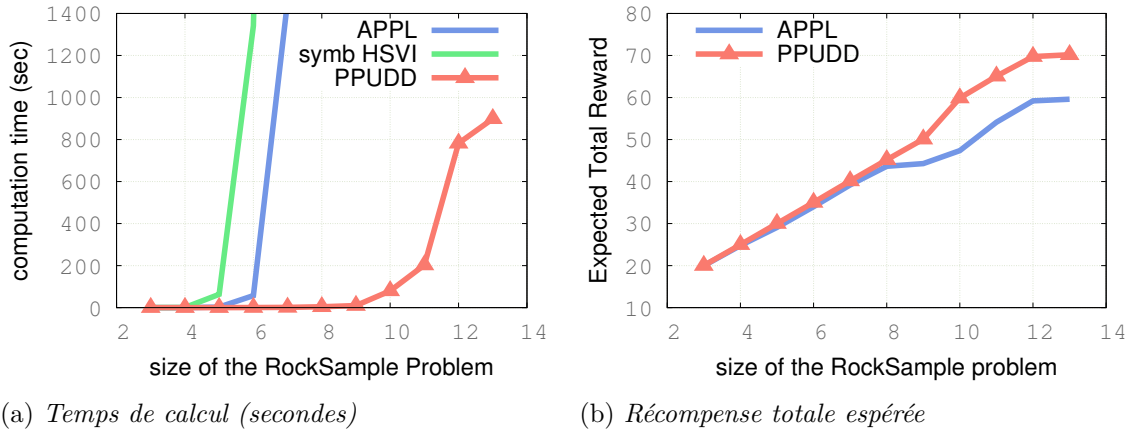 computation time (sec)
1400
1200
1000
800
600
400
200
0
APPL
symb HSVI
PPUDD
2 4 6 8 10 12 14
size of the RockSample Problem
(a) Temps de calcul (secondes)
Expected Total Reward
80
70
60
50
40
30
20
10
APPL
PPUDD
2 4 6 8 10 12 14
size of the RockSample problem
(b) Récompense totale espérée